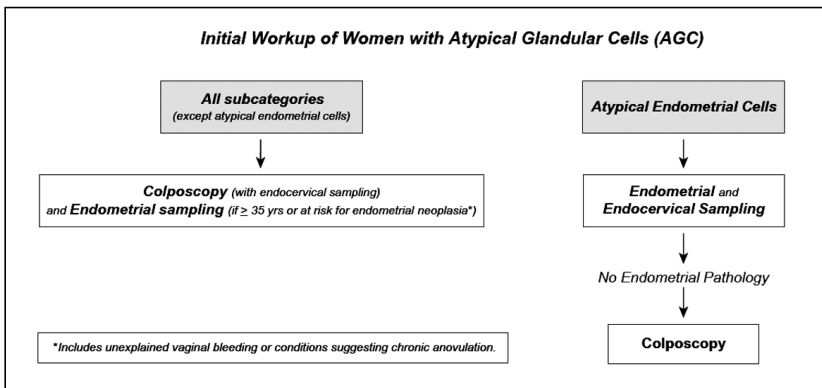 Initial Workup of Women with Atypical Glandular Cells (AGC)
All subcategories
(except atypical endometrial cells)
Colposcopy (with endocervical sampling)
and Endometrial sampling (if ≥ 35 yrs or at risk for endometrial neoplasia*)
Atypical Endometrial Cells
Endometrial and
Endocervical Sampling
No Endometrial Pathology
Colposcopy
*Includes unexplained vaginal bleeding or conditions suggesting chronic anovulation.